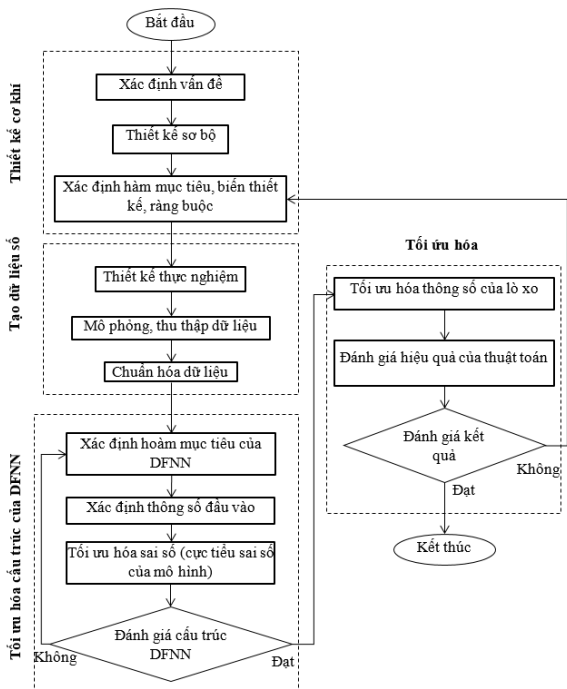 Bắt đầu
Thiết kế cơ khí
Xác định vấn đề
Thiết kế sơ bộ
Xác định hàm mục tiêu, biến thiết
kế, ràng buộc
Tạo dữ liệu số
Thiết kế thực nghiệm
Mô phỏng, thu thập dữ liệu
Chuẩn hóa dữ liệu
Tối ưu hóa cấu trúc của DFNN
Xác định hoàm mục tiêu của
DFNN
Xác định thông số đầu vào
Tối ưu hóa sai số (cực tiểu sai số
của mô hình)
Đánh giá cấu trúc
DFNN
Không
Đạt
Tối ứu hóa
Tối ưu hóa thông số của lò xo
Đánh giá hiệu quả của thuật toán
Đánh giá kết
quả
Không
Đạt
Kết thúc